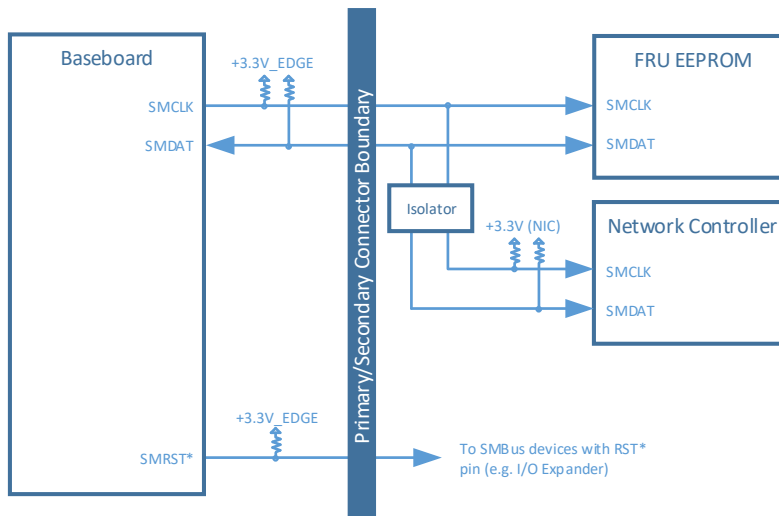 Baseboard
+3.3V_EDGE
SMCLK
SMDAT
+3.3V_EDGE
SMRST*
Primary/Secondary Connector Boundary
FRU EEPROM
SMCLK
SMDAT
Isolator
+3.3V (NIC)
Network Controller
SMCLK
SMDAT
To SMBus devices with RST*
pin (e.g. I/O Expander)